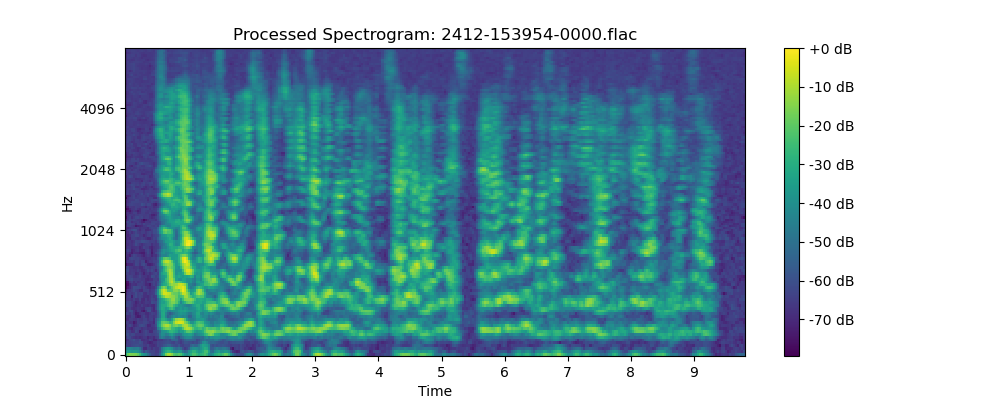 Processed Spectrogram: 2412-153954-0000.flac
Hz
4096
2048
1024
512
0
0 1 2 3 4 5 6 7 8 9
Time
+0 dB
-10 dB
-20 dB
-30 dB
-40 dB
-50 dB
-60 dB
-70 dB